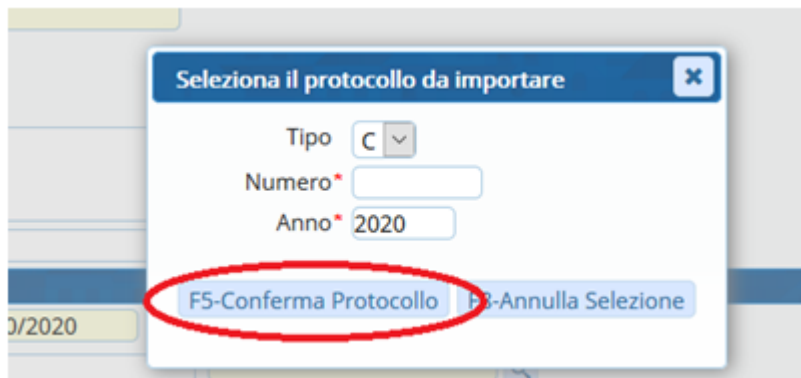 Seleziona il protocollo da importare
Tipo C
Numero*
Anno* 2020
F5-Conferma Protocollo F8-Annulla Selezione
0/2020